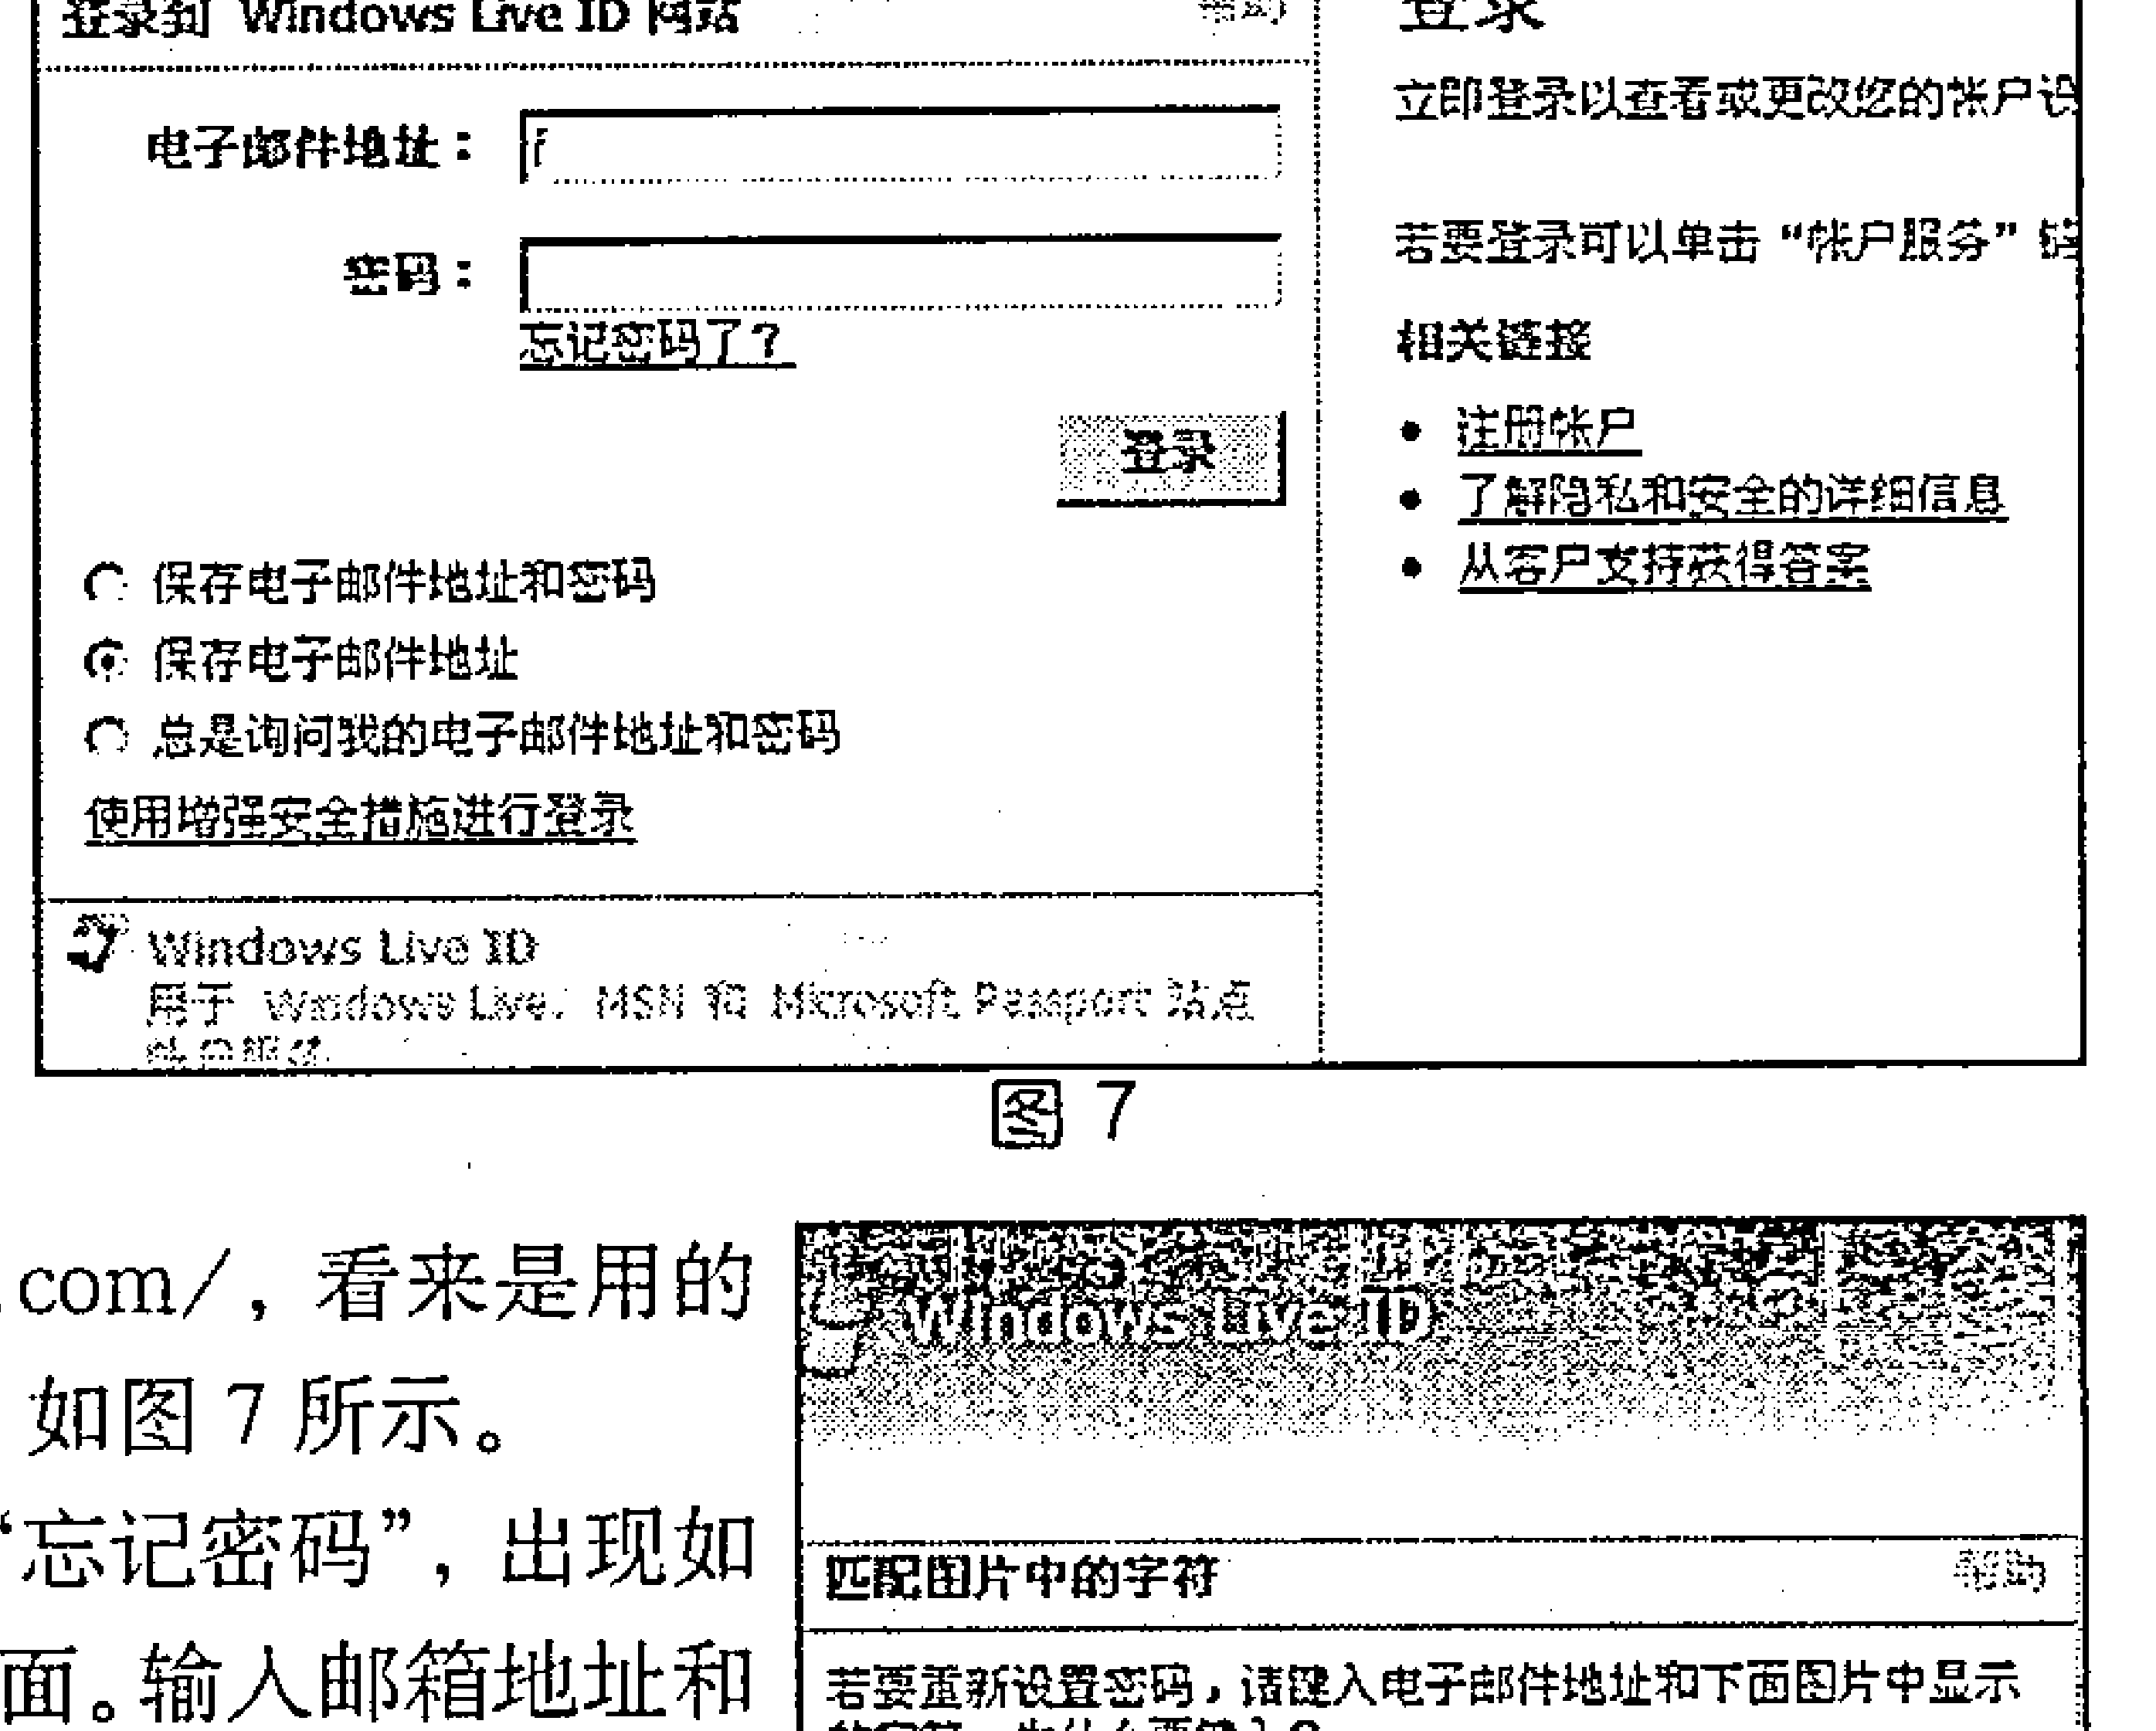 登录到 Windows Live ID 网站 帮助
电子邮件地址：
密码：
忘记密码了？
登录
保存电子邮件地址和密码
保存电子邮件地址
总是询问我的电子邮件地址和密码
使用增强安全措施进行登录
Windows Live ID
用于 Windows Live、MSN 和 Microsoft Passport 站点
登录
立即登录以查看或更改您的帐户设
若要登录可以单击 “帐户服务”
相关链接
• 注册帐户
• 了解隐私和安全的详细信息
• 从客户支持获得答案
图 7
.com/，看来是用的
如图 7 所示。
“忘记密码”，出现如
面。输入邮箱地址和
Windows Live ID
匹配图片中的字符 帮助
若要重新设置密码，请键入电子邮件地址和下面图片中显示